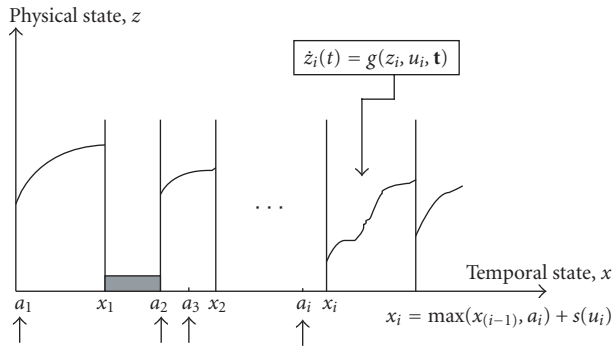 Physical state, z
żᵢ(t) = g(zᵢ, uᵢ, t)
. . .
Temporal state, x
a₁ x₁ a₂ a₃ x₂ aᵢ xᵢ
xᵢ = max(x₍ᵢ₋₁₎, aᵢ) + s(uᵢ)